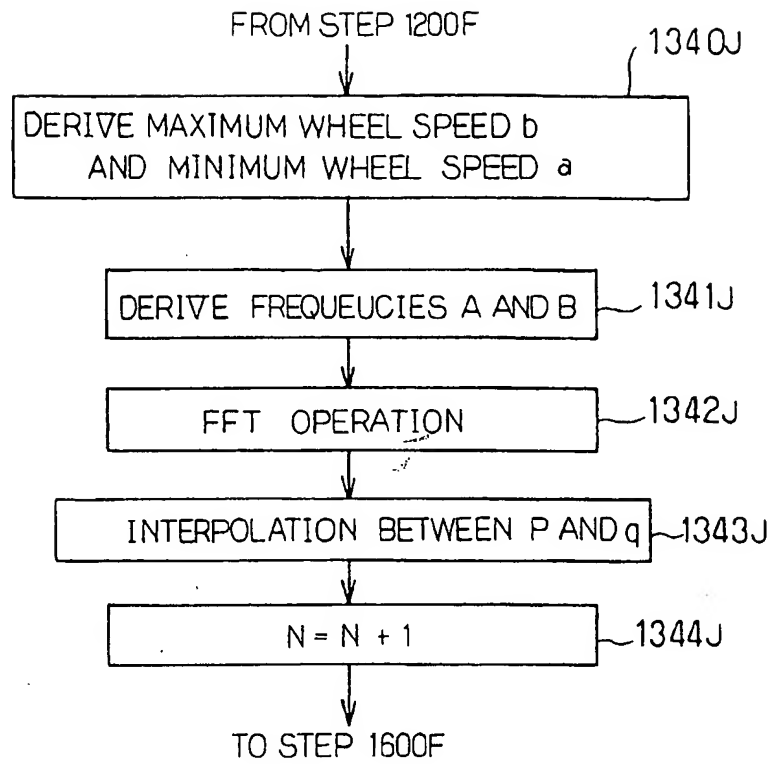 FROM STEP 1200F
1340J
DERIVE MAXIMUM WHEEL SPEED b
AND MINIMUM WHEEL SPEED a
DERIVE FREQUEUCIES A AND B
1341J
FFT OPERATION
1342J
INTERPOLATION BETWEEN P AND q
1343J
N = N + 1
1344J
TO STEP 1600F